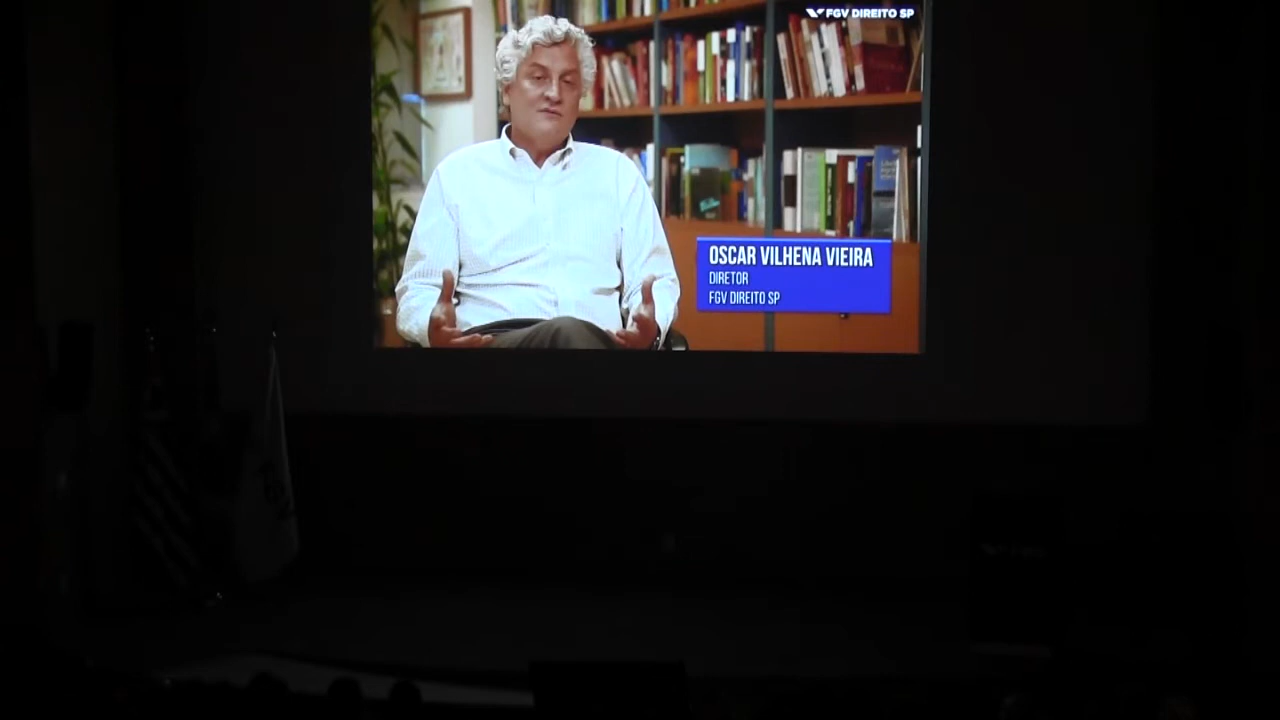 FGV DIREITO SP
OSCAR VILHENA VIEIRA
DIRETOR
FGV DIREITO SP